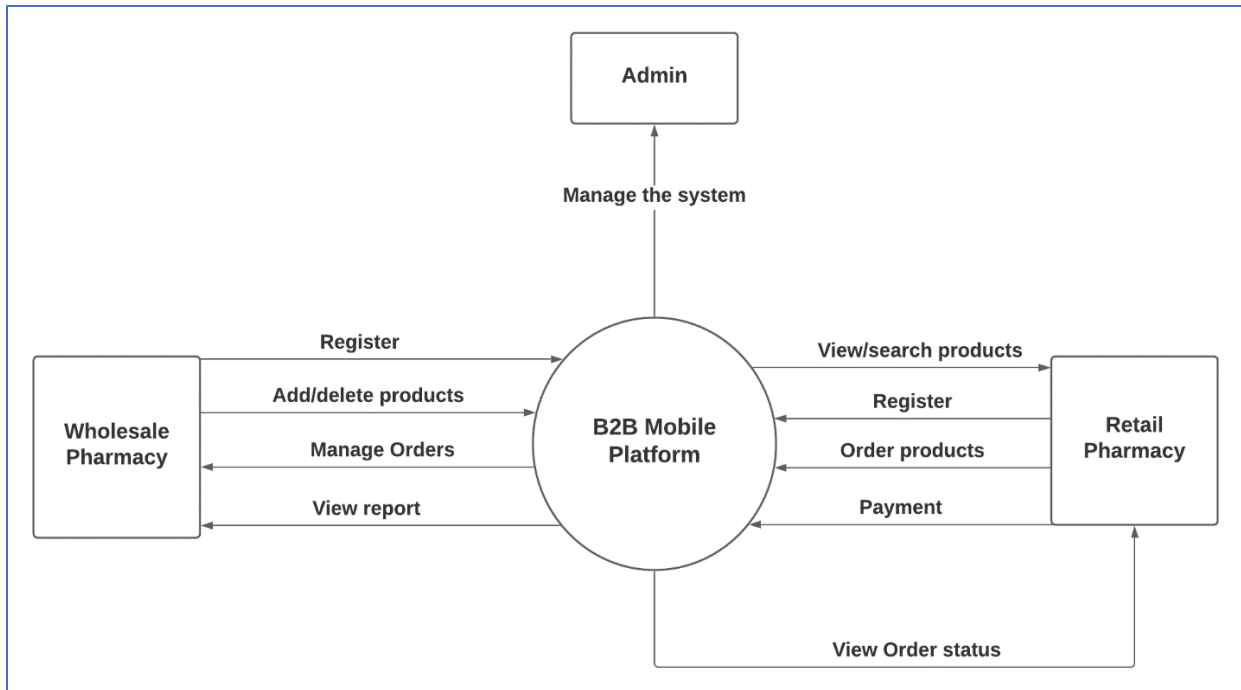 Admin
Manage the system
Register
Add/delete products
Manage Orders
View report
Wholesale
Pharmacy
B2B Mobile
Platform
View/search products
Register
Order products
Payment
Retail
Pharmacy
View Order status